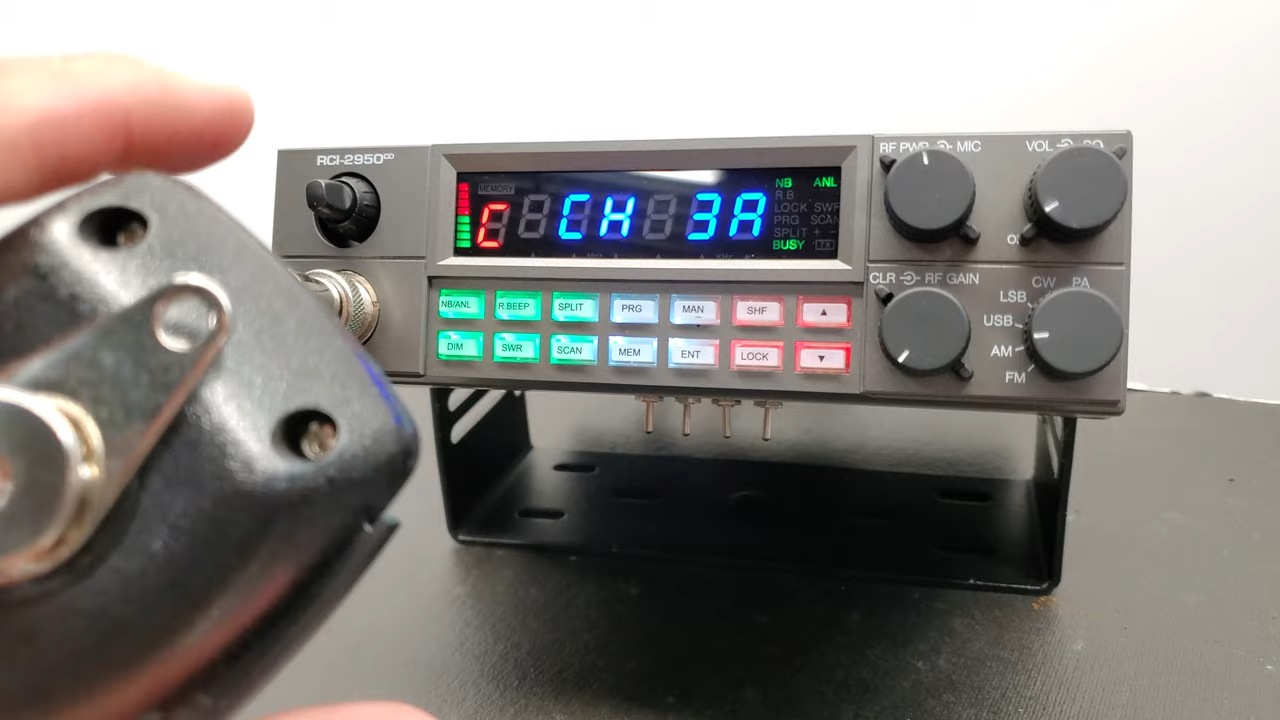 RCI-2950CD
MEMORY
C CH 3A
NB ANL
R.B.
LOCK SWR
PRG SCAN
SPLIT + -
BUSY TX
RF PWR MIC
VOL
CLR RF GAIN
CW PA
LSB
USB
AM
FM
NB/ANL R.BEEP SPLIT PRG MAN SHF ▲
DIM SWR SCAN MEM ENT LOCK ▼